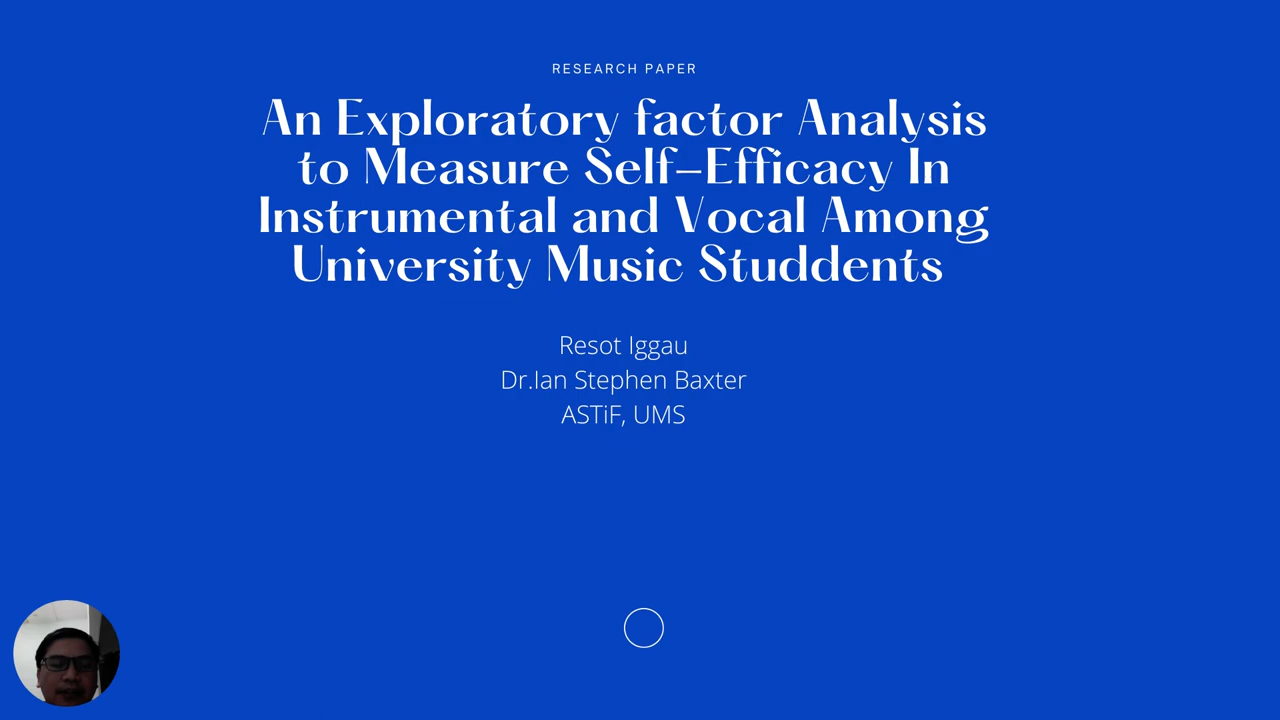 RESEARCH PAPER
An Exploratory factor Analysis
to Measure Self-Efficacy In
Instrumental and Vocal Among
University Music Studdents
Resot Iggau
Dr.Ian Stephen Baxter
ASTiF, UMS